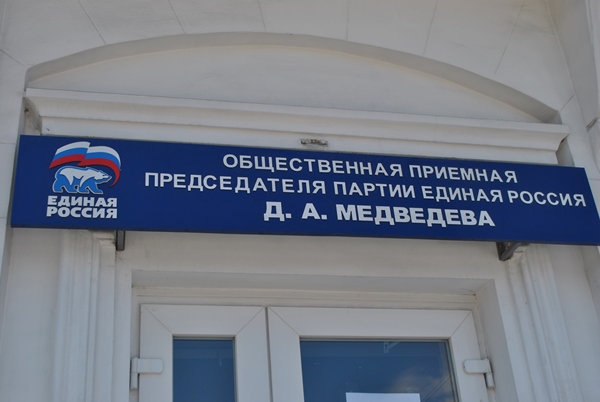 ЕДИНАЯ
РОССИЯ
ОБЩЕСТВЕННАЯ ПРИЕМНАЯ
ПРЕДСЕДАТЕЛЯ ПАРТИИ ЕДИНАЯ РОССИЯ
Д. А. МЕДВЕДЕВА